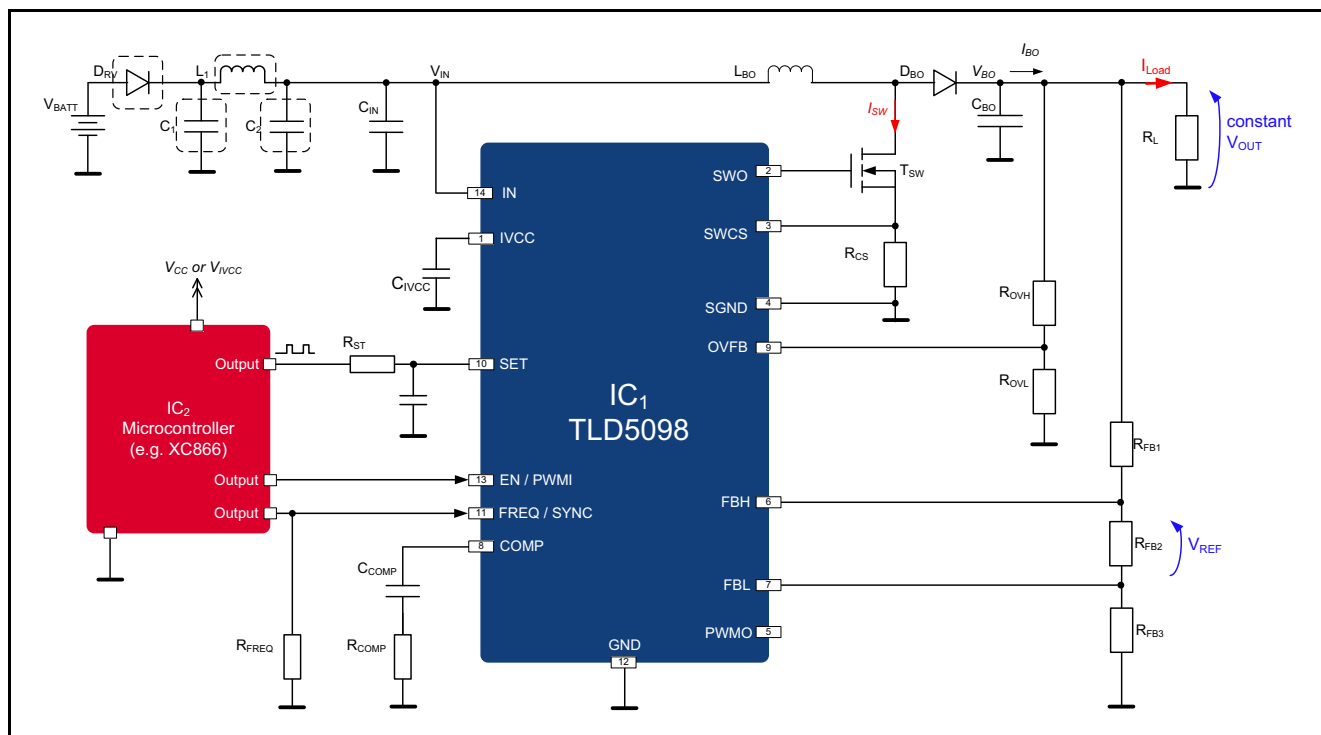 D_RV
L_1
V_IN
L_BO
D_BO
V_BO
I_BO
I_Load
V_BATT
C_1
C_2
C_IN
I_SW
C_BO
R_L
constant
V_OUT
SWO
2
T_SW
14
IN
SWCS
3
1
IVCC
R_CS
V_CC or V_IVCC
C_IVCC
SGND
4
R_OVH
Output
R_ST
10
SET
OVFB
9
R_OVL
IC_2
Microcontroller
(e.g. XC866)
IC_1
TLD5098
R_FB1
Output
13
EN / PWMI
FBH
6
Output
11
FREQ / SYNC
R_FB2
V_REF
8
COMP
C_COMP
FBL
7
R_FREQ
R_COMP
PWMO
5
R_FB3
GND
12